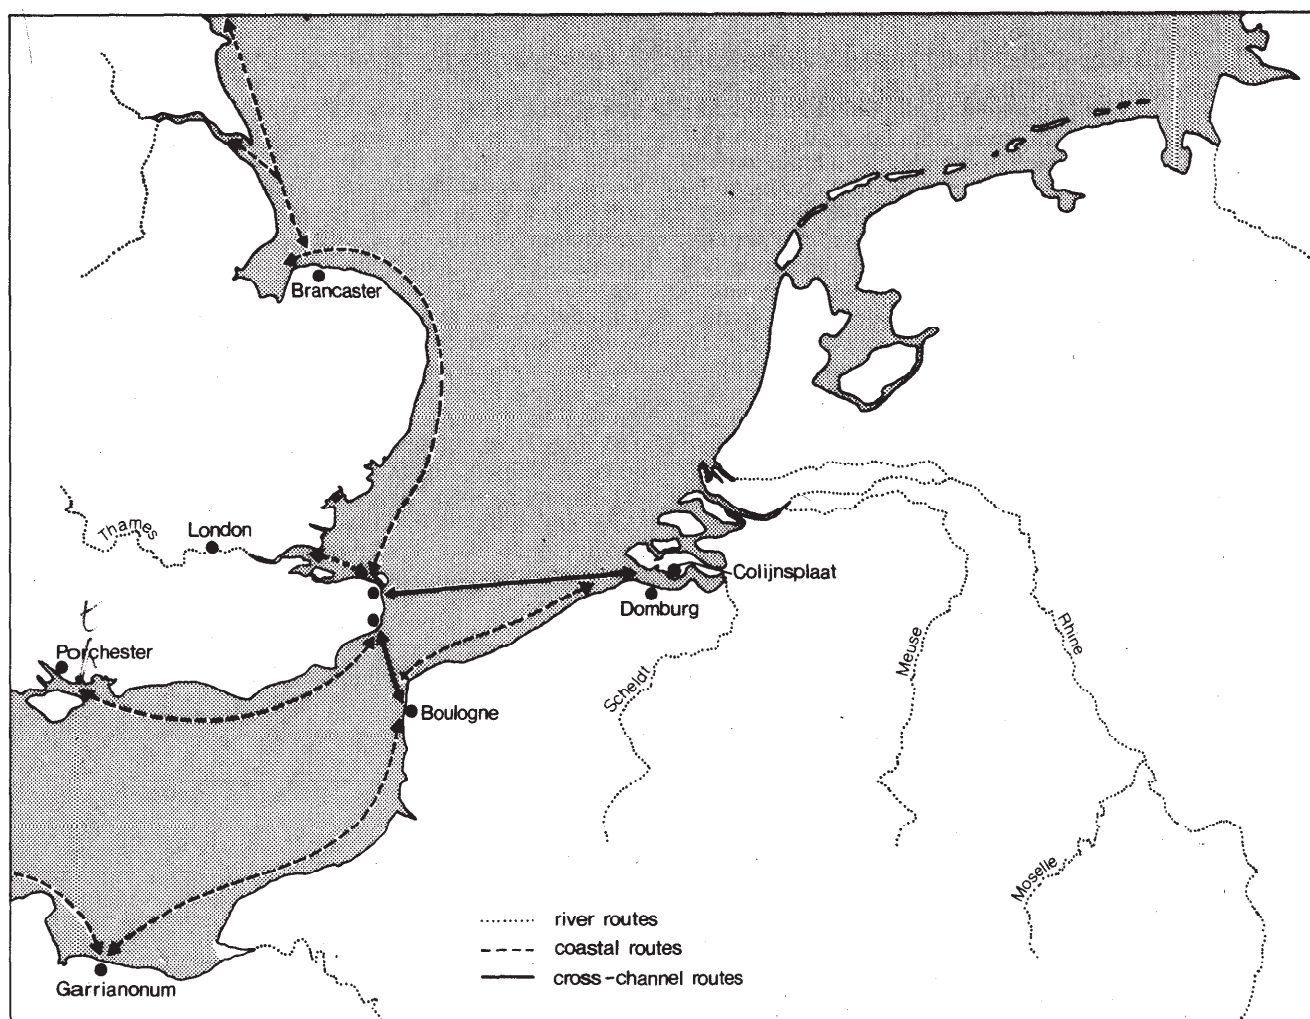 Brancaster
Thames
London
Colijnsplaat
Domburg
t
Porchester
Scheldt
Meuse
Rhine
Boulogne
Moselle
river routes
coastal routes
cross-channel routes
Garrianonum